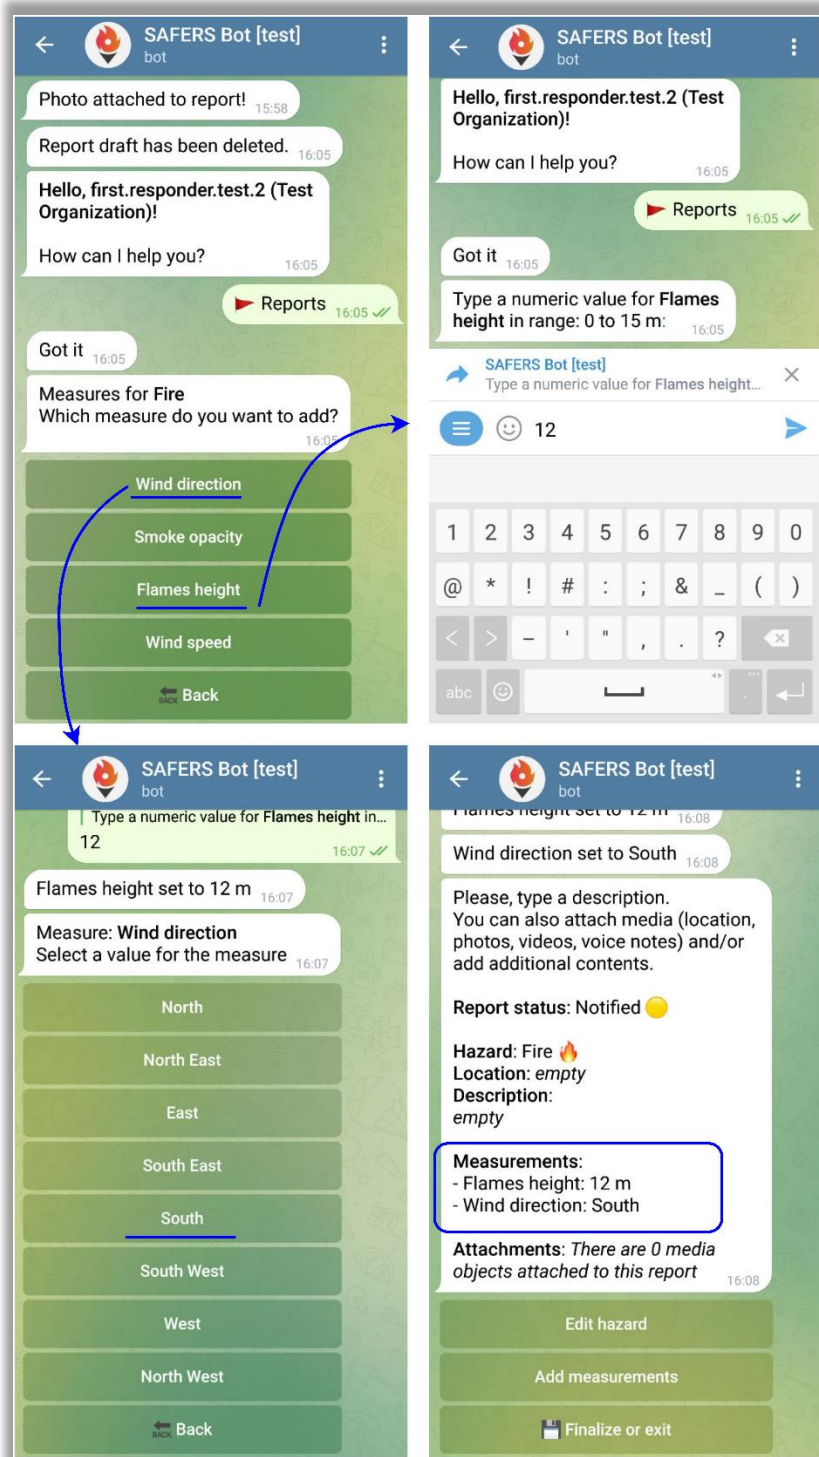 SAFERS Bot [test]
bot
Photo attached to report! 15:58
Report draft has been deleted. 16:05
Hello, first.responder.test.2 (Test
Organization)!
How can I help you? 16:05
Reports 16:05
Got it 16:05
Measures for Fire
Which measure do you want to add?
16:05
Wind direction
Smoke opacity
Flames height
Wind speed
BACK Back
SAFERS Bot [test]
bot
Hello, first.responder.test.2 (Test
Organization)!
How can I help you? 16:05
Reports 16:05
Got it 16:05
Type a numeric value for Flames
height in range: 0 to 15 m: 16:05
SAFERS Bot [test]
Type a numeric value for Flames height...
12
1 2 3 4 5 6 7 8 9 0
@ * ! # : ; & _ ( )
< > – ' " , . ?
abc .
SAFERS Bot [test]
bot
Type a numeric value for Flames height in...
12
16:07
Flames height set to 12 m 16:07
Measure: Wind direction
Select a value for the measure 16:07
North
North East
East
South East
South
South West
West
North West
BACK Back
SAFERS Bot [test]
bot
Flames height set to 12 m 16:08
Wind direction set to South 16:08
Please, type a description.
You can also attach media (location,
photos, videos, voice notes) and/or
add additional contents.
Report status: Notified
Hazard: Fire
Location: empty
Description:
empty
Measurements:
- Flames height: 12 m
- Wind direction: South
Attachments: There are 0 media
objects attached to this report 16:08
Edit hazard
Add measurements
Finalize or exit